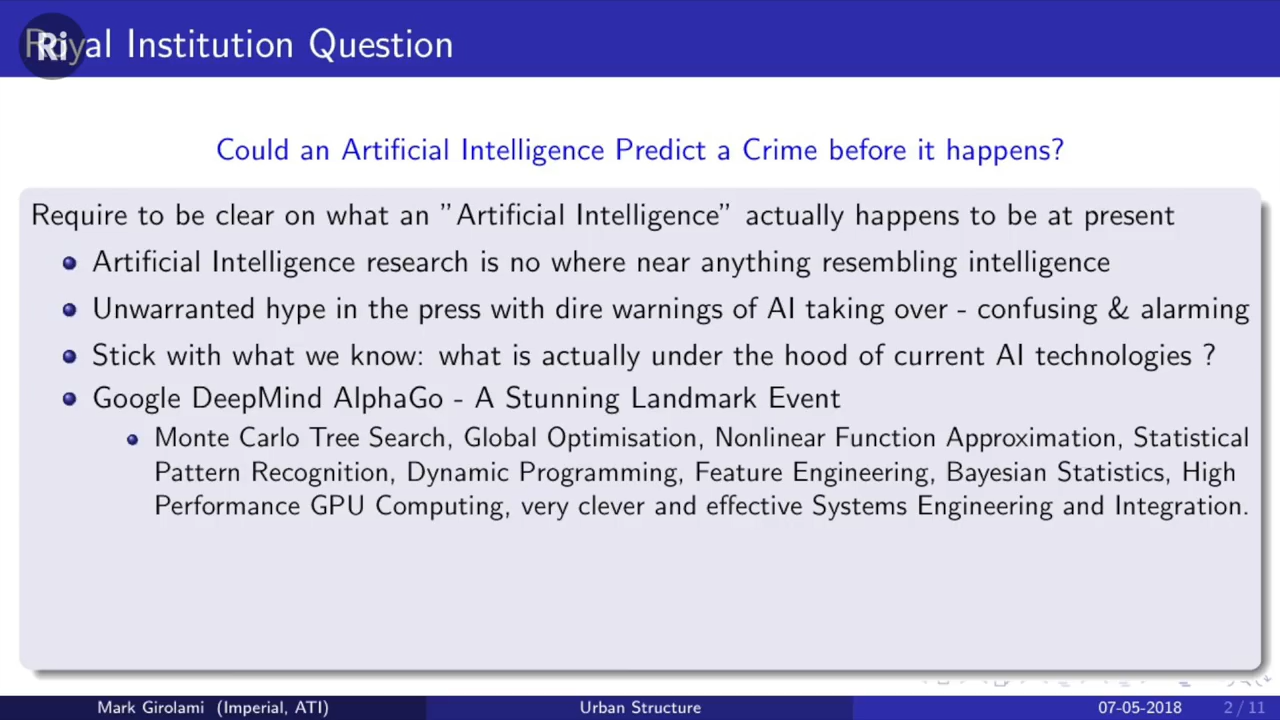 Royal Institution Question
Ri
Could an Artificial Intelligence Predict a Crime before it happens?
Require to be clear on what an "Artificial Intelligence" actually happens to be at present
Artificial Intelligence research is no where near anything resembling intelligence
Unwarranted hype in the press with dire warnings of AI taking over - confusing & alarming
Stick with what we know: what is actually under the hood of current AI technologies ?
Google DeepMind AlphaGo - A Stunning Landmark Event
Monte Carlo Tree Search, Global Optimisation, Nonlinear Function Approximation, Statistical
Pattern Recognition, Dynamic Programming, Feature Engineering, Bayesian Statistics, High
Performance GPU Computing, very clever and effective Systems Engineering and Integration.
Mark Girolami (Imperial, ATI) Urban Structure 07-05-2018 2 / 11